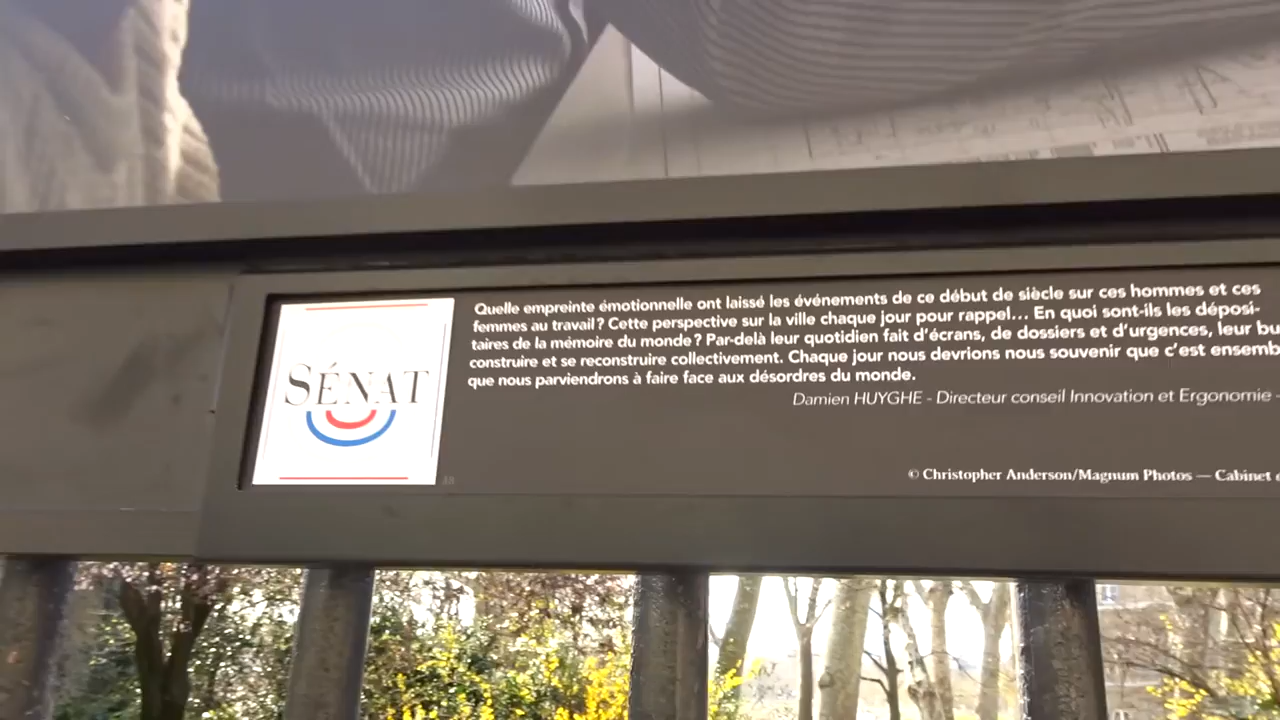 Quelle empreinte émotionnelle ont laissé les événements de ce début de siècle sur ces hommes et ces
femmes au travail ? Cette perspective sur la ville chaque jour pour rappel... En quoi sont-ils les déposi-
taires de la mémoire du monde ? Par-delà leur quotidien fait d'écrans, de dossiers et d'urgences, leur
construire et se reconstruire collectivement. Chaque jour nous devrions nous souvenir que c'est
que nous parviendrons à faire face aux désordres du monde.
Damien HUYGHE - Directeur conseil Innovation et Ergonomie -
SÉNAT
© Christopher Anderson/Magnum Photos — Cabinet